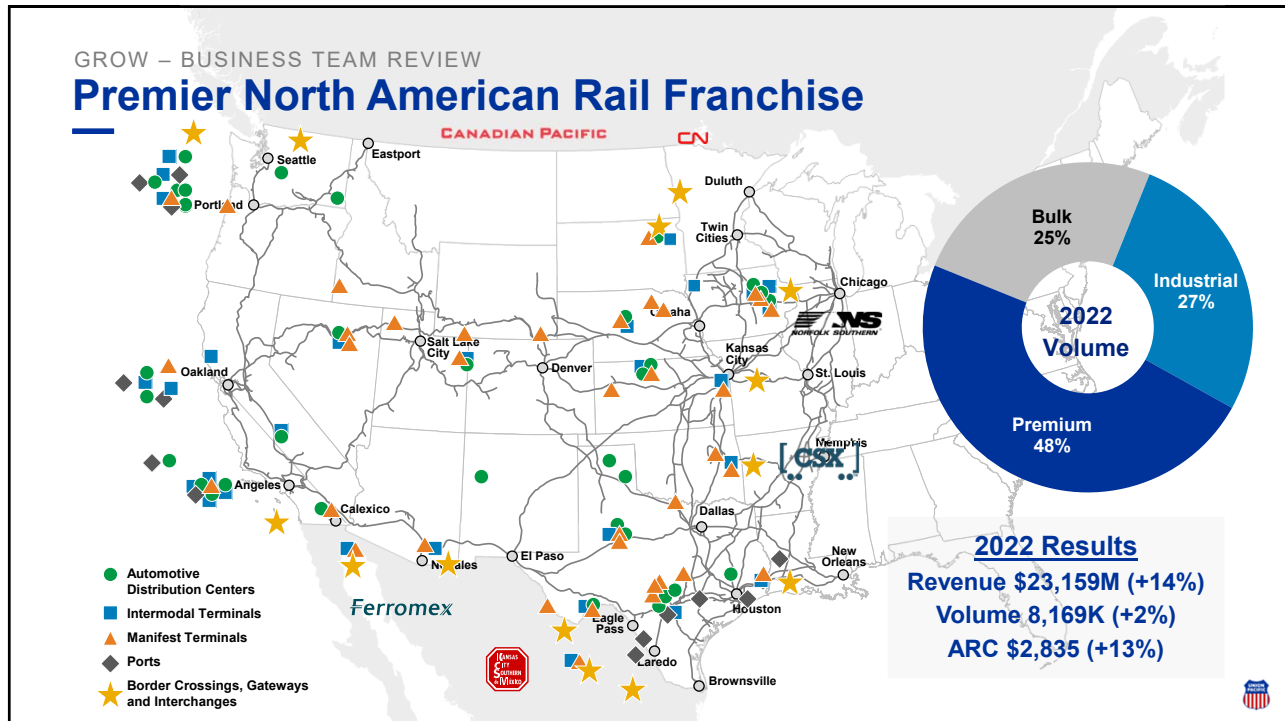 GROW – BUSINESS TEAM REVIEW
Premier North American Rail Franchise
CANADIAN PACIFIC
CN
Eastport
Seattle
Duluth
Portland
Twin
Cities
Chicago
Omaha
NS
NORFOLK SOUTHERN
Salt Lake
City
Kansas
City
Oakland
Denver
St. Louis
Memphis
[CSX]
Angeles
Calexico
Dallas
El Paso
Nogales
New
Orleans
Houston
Eagle
Pass
Laredo
Brownsville
Ferromex
KANSAS
CITY
SOUTHERN
de
MÉXICO
Automotive
Distribution Centers
Intermodal Terminals
Manifest Terminals
Ports
Border Crossings, Gateways
and Interchanges
Bulk
25%
Industrial
27%
2022
Volume
Premium
48%
2022 Results
Revenue $23,159M (+14%)
Volume 8,169K (+2%)
ARC $2,835 (+13%)
UNION
PACIFIC